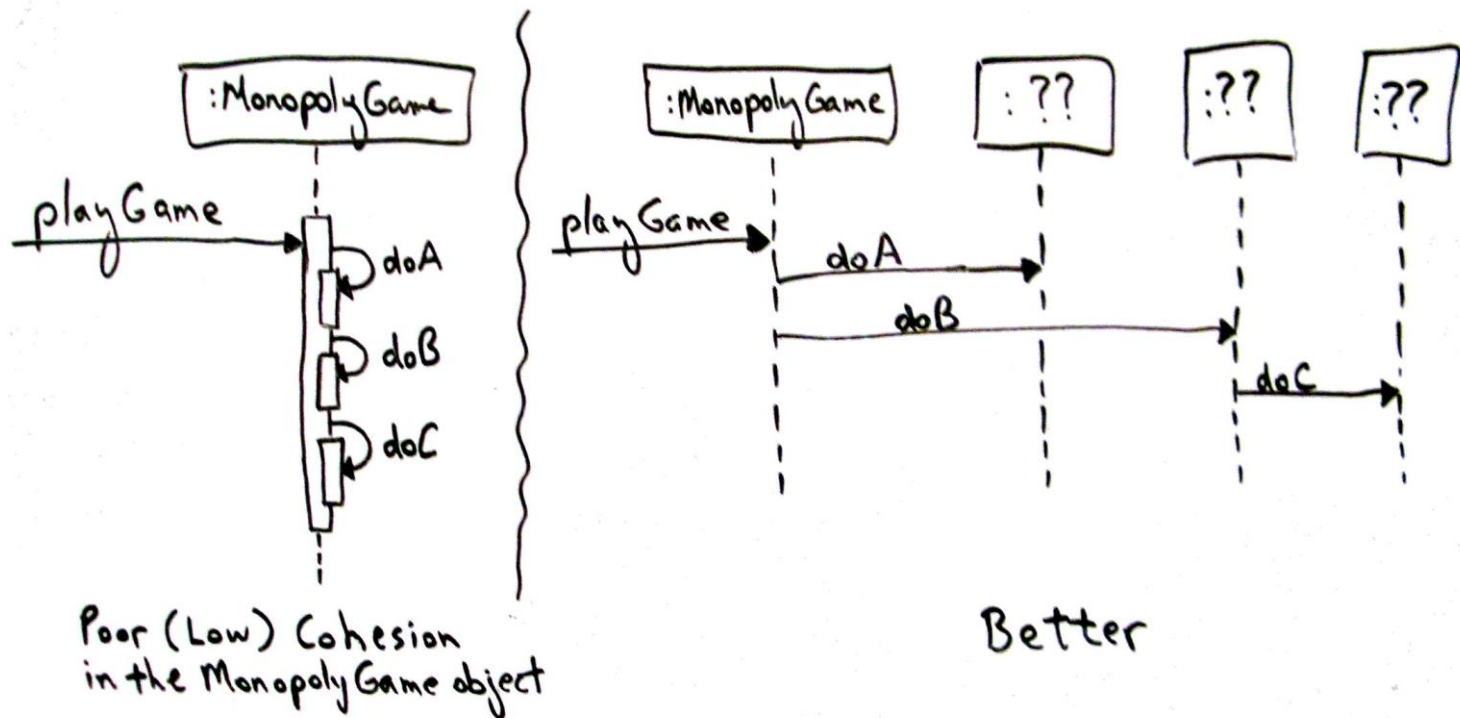 :MonopolyGame
playGame
doA
doB
doC
Poor (Low) Cohesion
in the MonopolyGame object
:MonopolyGame
: ??
:??
:??
playGame
doA
doB
doC
Better